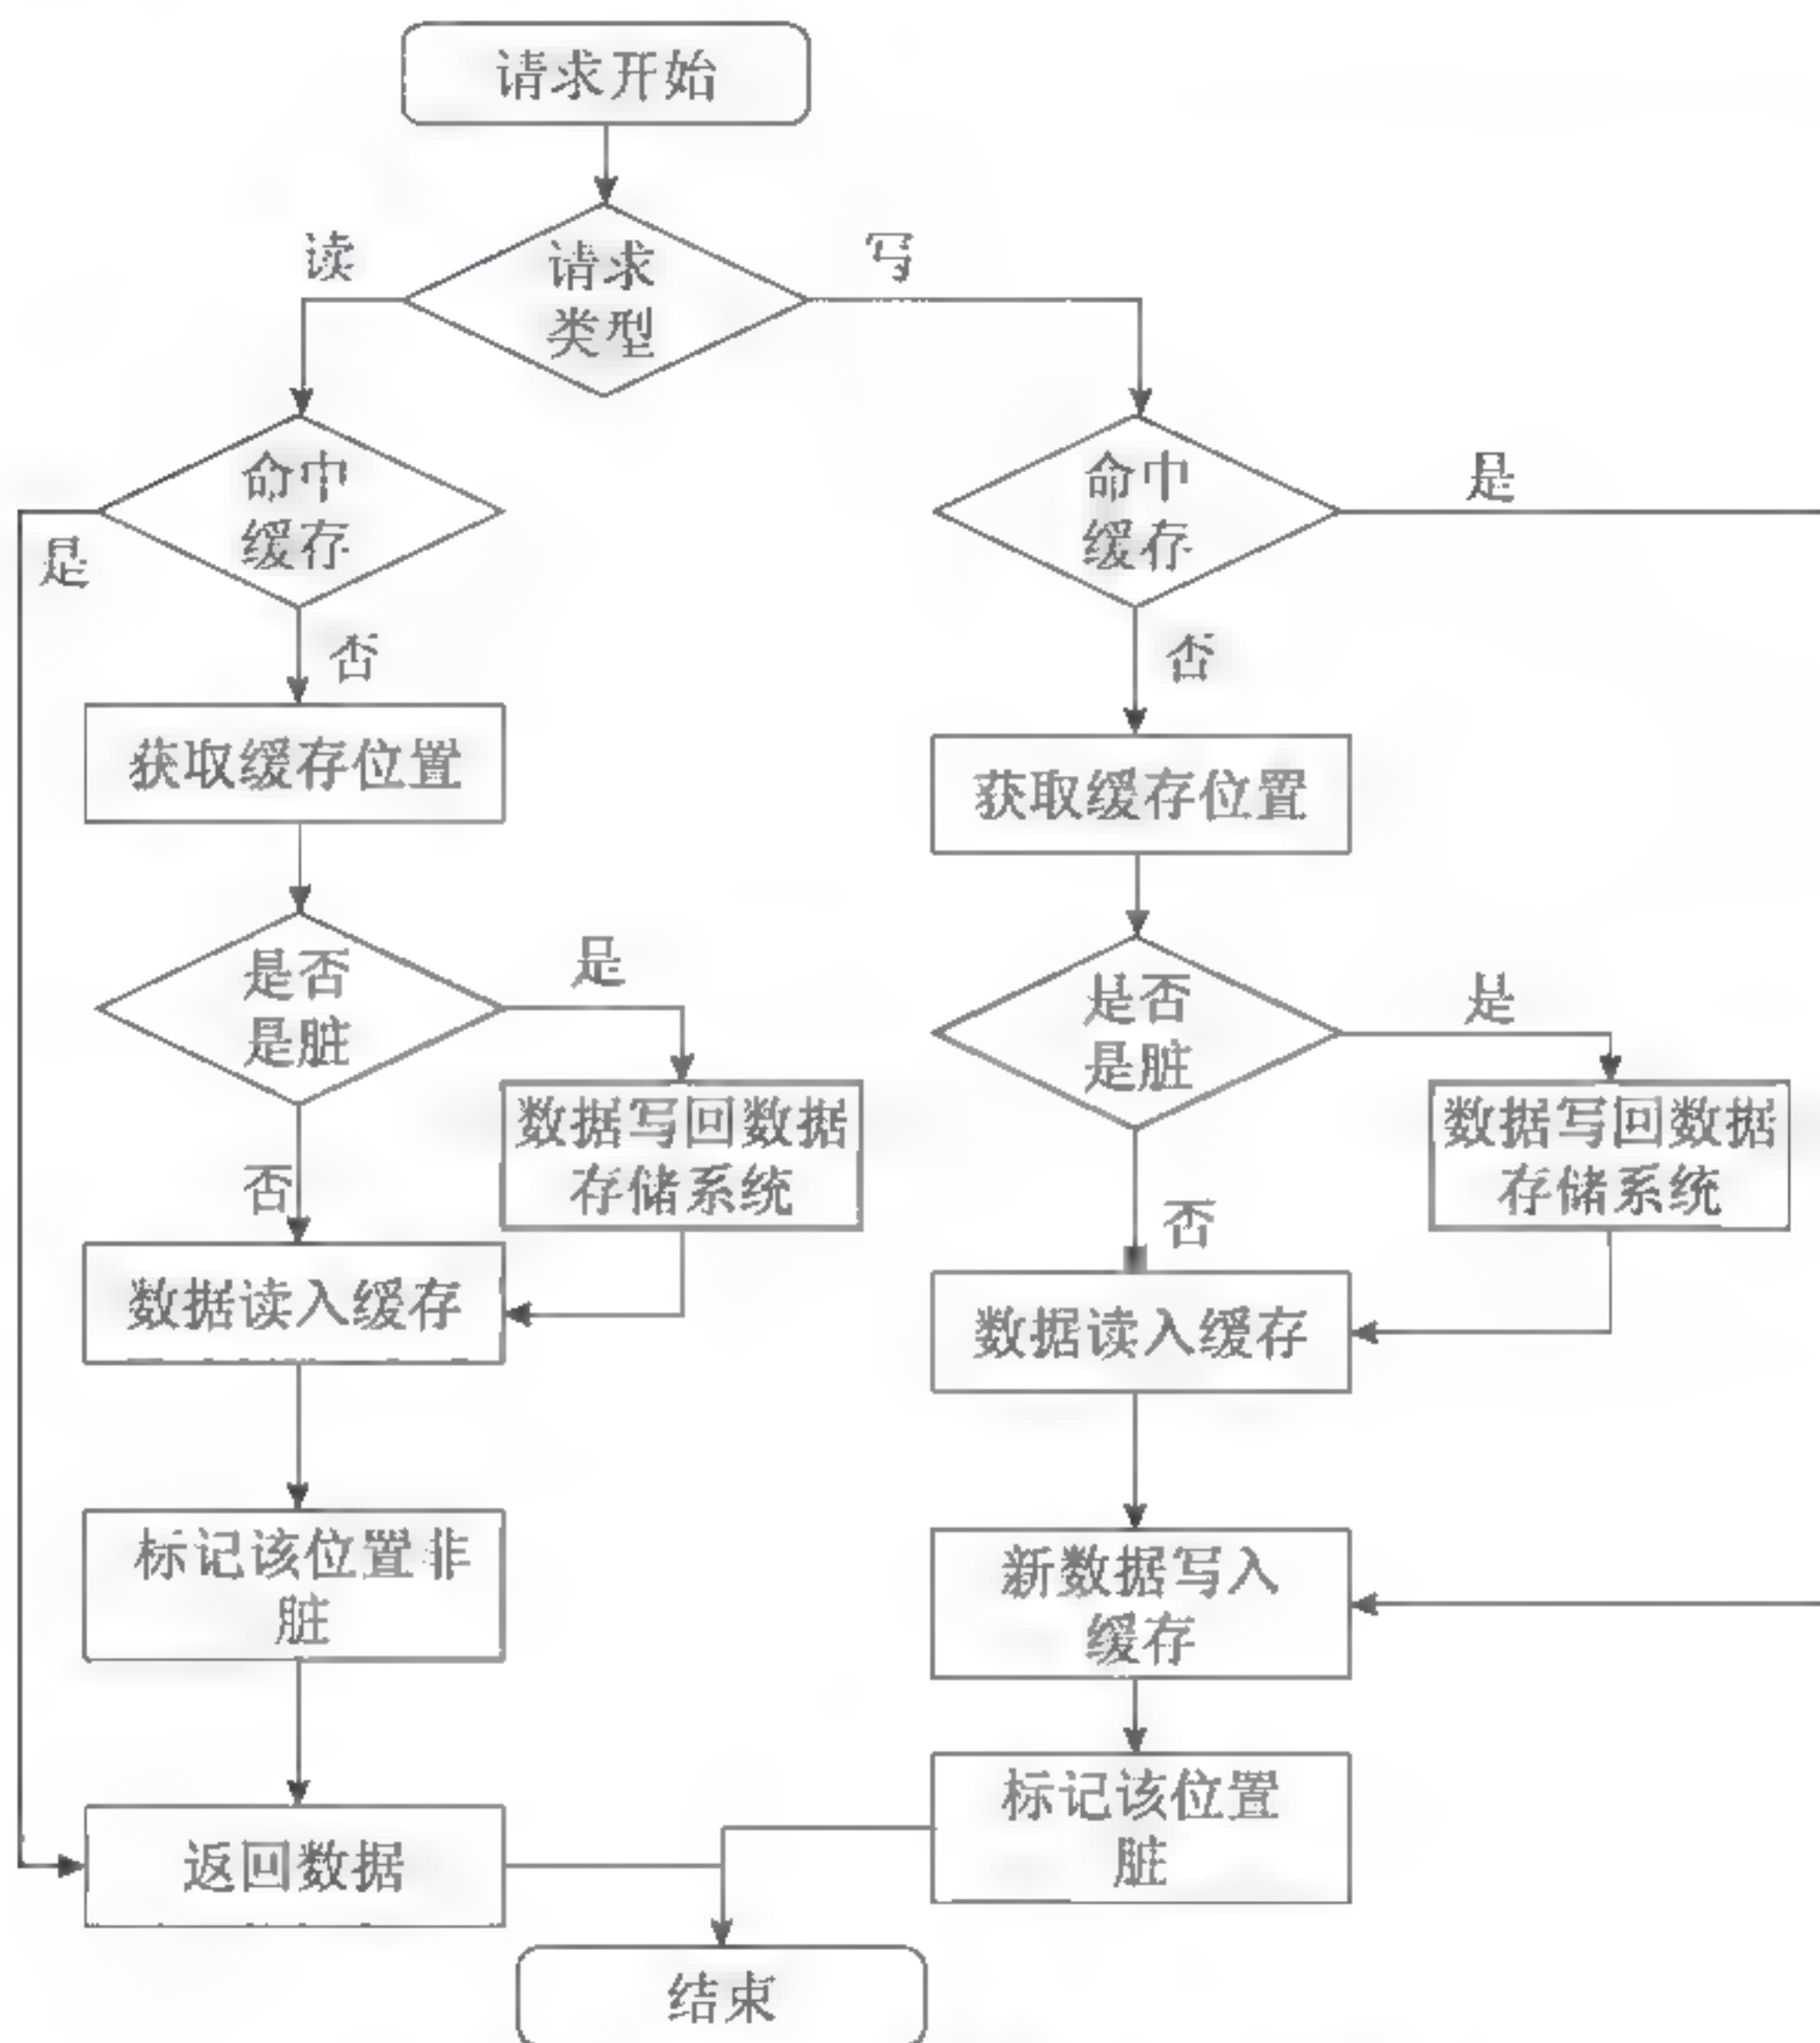 请求开始
读
请求
类型
写
命中
缓存
是
否
获取缓存位置
是否
是脏
是
否
数据写回数据
存储系统
数据读入缓存
标记该位置非
脏
返回数据
命中
缓存
是
否
获取缓存位置
是否
是脏
是
否
数据写回数据
存储系统
数据读入缓存
新数据写入
缓存
标记该位置
脏
结束